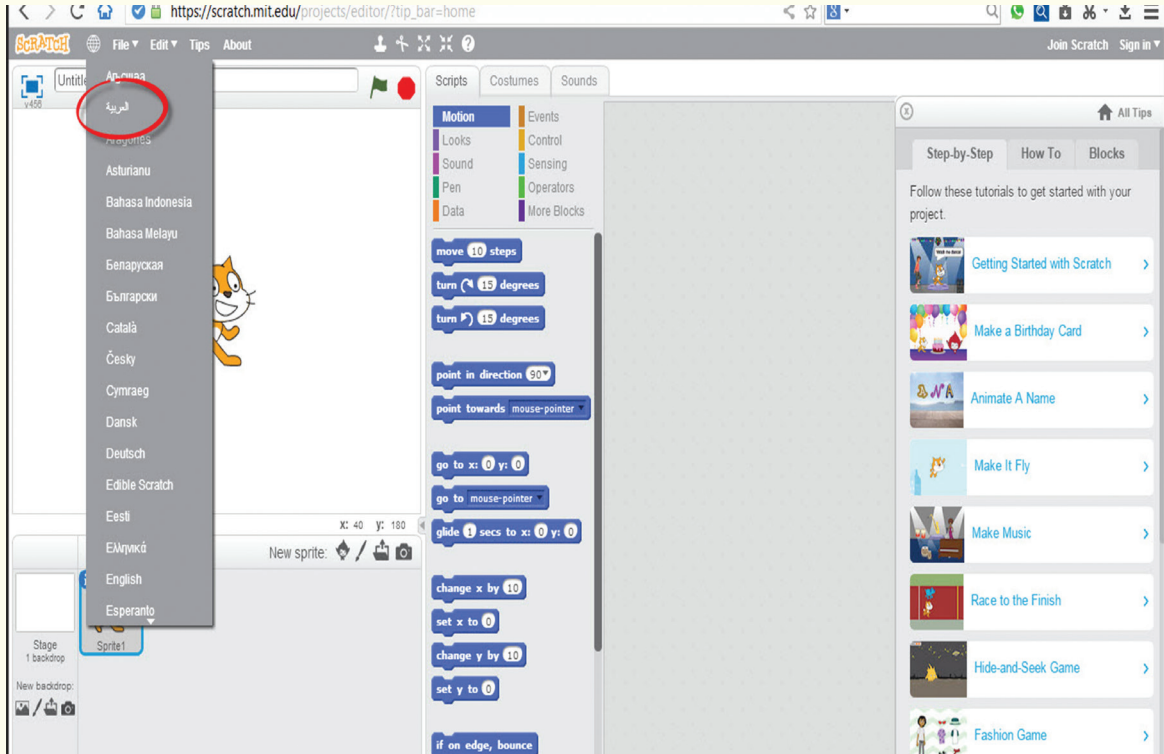 https://scratch.mit.edu/projects/editor/?tip_bar=home
SCRATCH File Edit Tips About
Join Scratch Sign in
v456
Аҧсшәа
العربية
Aragonés
Asturianu
Bahasa Indonesia
Bahasa Melayu
Беларуская
Български
Català
Česky
Cymraeg
Dansk
Deutsch
Edible Scratch
Eesti
Ελληνικά
English
Esperanto
X: 40 y: 180
New sprite:
Stage
1 backdrop
Sprite1
New backdrop:
Scripts Costumes Sounds
Motion Events
Looks Control
Sound Sensing
Pen Operators
Data More Blocks
move 10 steps
turn 15 degrees
turn 15 degrees
point in direction 90
point towards mouse-pointer
go to x: 0 y: 0
go to mouse-pointer
glide 1 secs to x: 0 y: 0
change x by 10
set x to 0
change y by 10
set y to 0
if on edge, bounce
All Tips
Step-by-Step How To Blocks
Follow these tutorials to get started with your
project.
Getting Started with Scratch
Make a Birthday Card
Animate A Name
Make It Fly
Make Music
Race to the Finish
Hide-and-Seek Game
Fashion Game